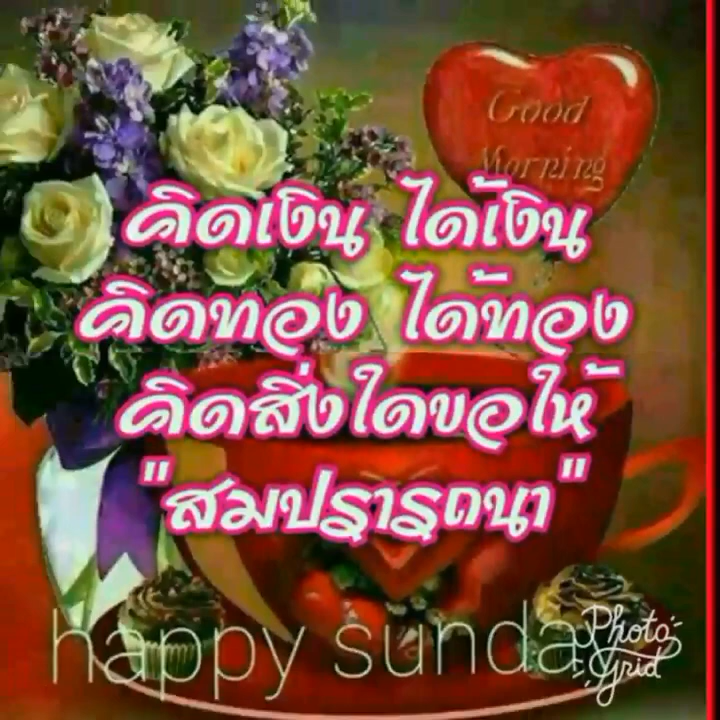 Good
Morning
คิดเงิน ได้เงิน
คิดทอง ได้ทอง
คิดสิ่งใดขอให้
"สมปรารถนา"
happy sunda
Photo
Grid